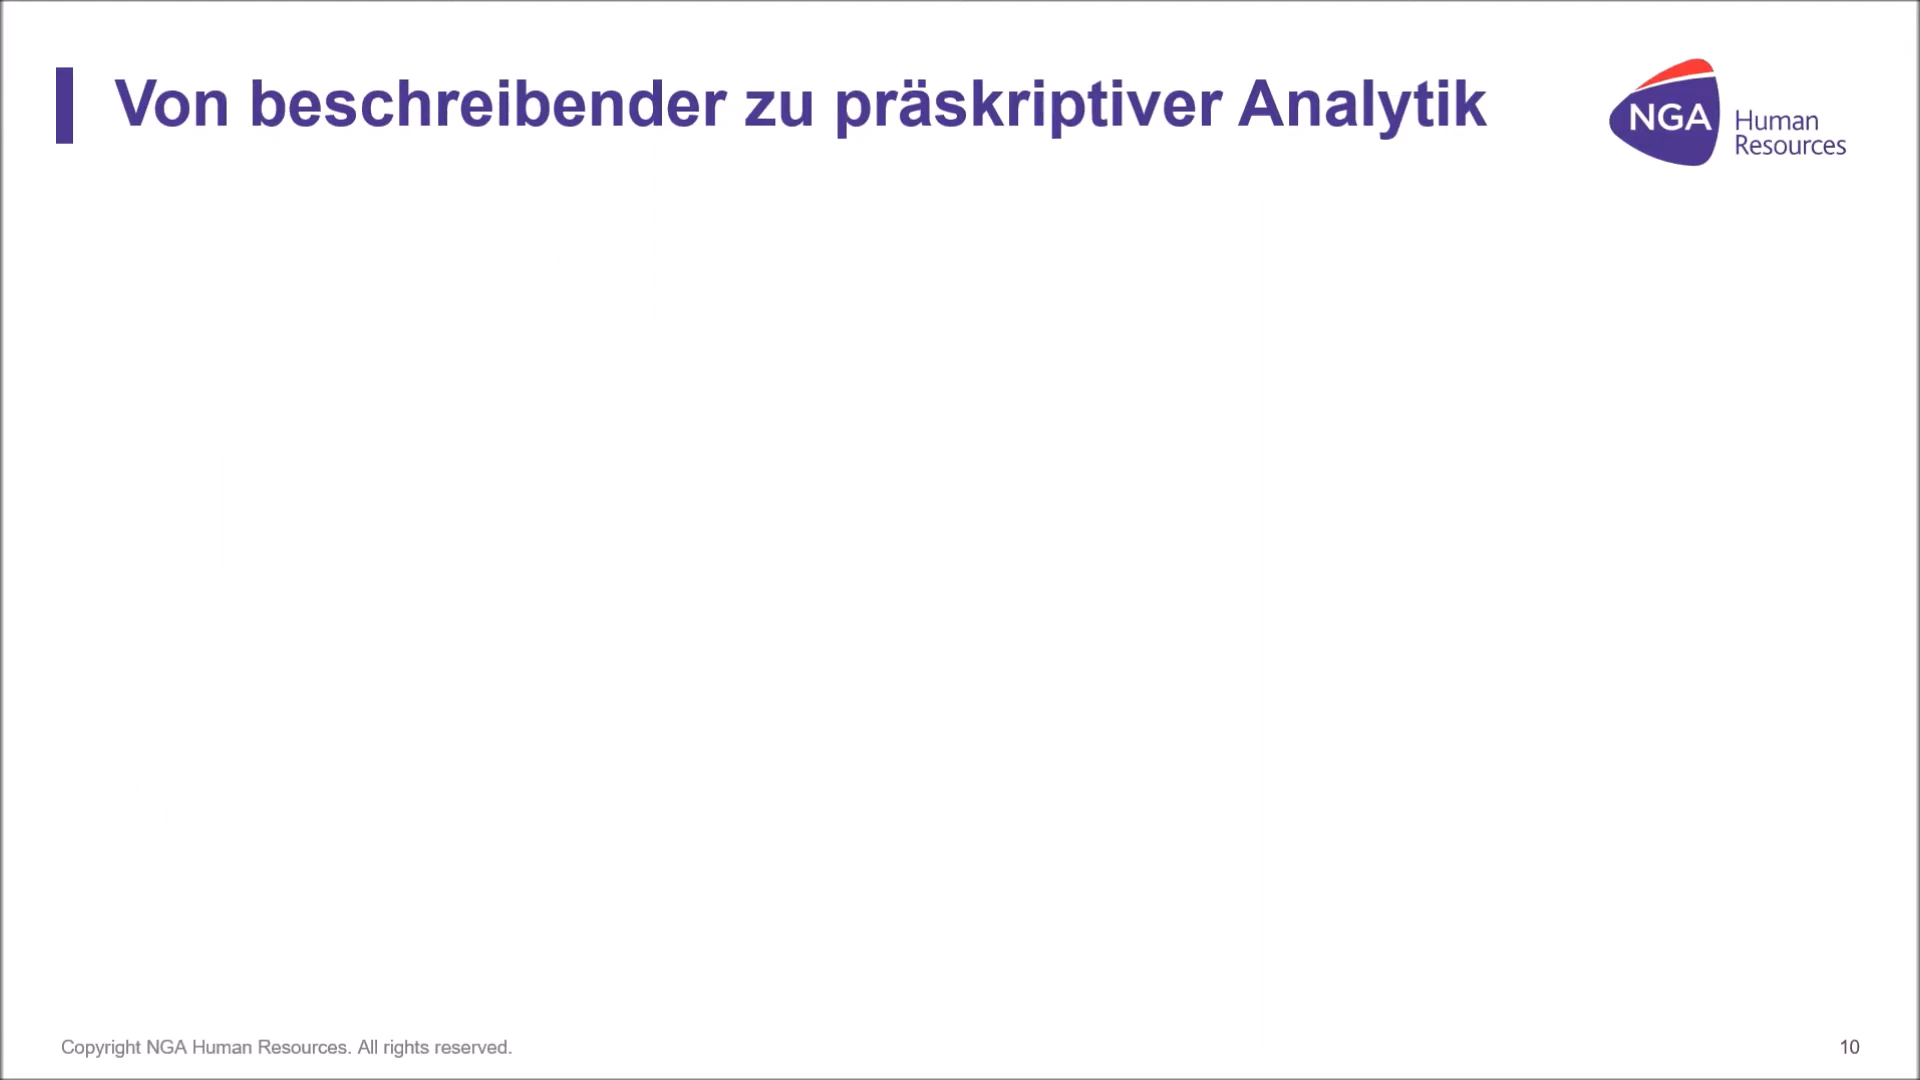 Von beschreibender zu präskriptiver Analytik
NGA Human
Resources
Copyright NGA Human Resources. All rights reserved.
10